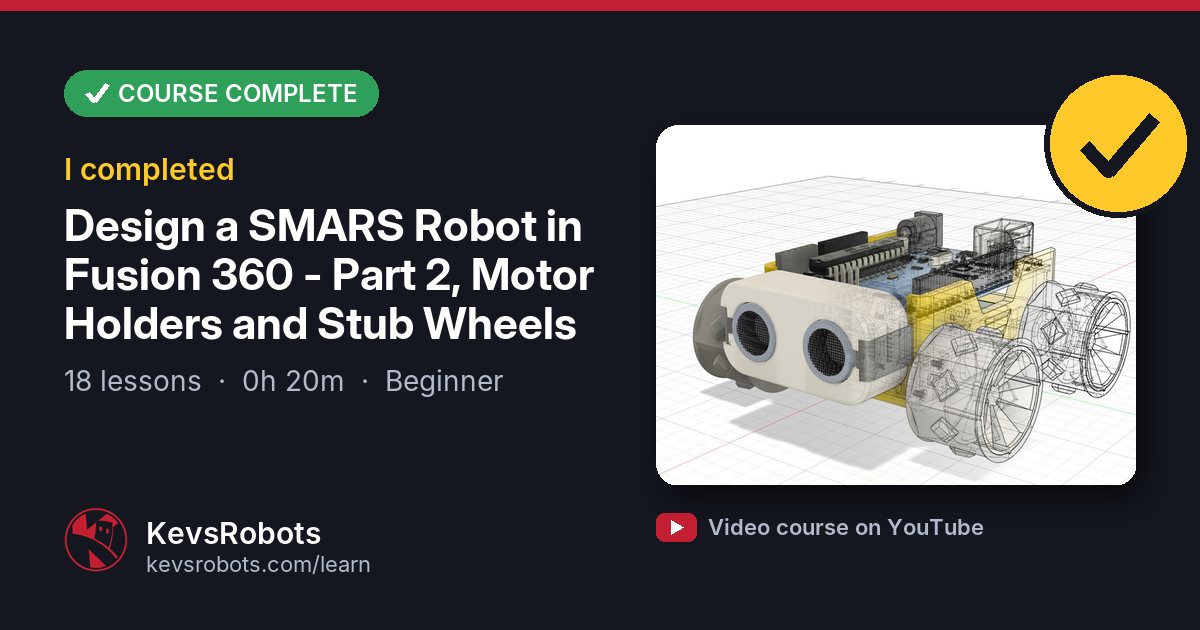 COURSE COMPLETE
I completed
Design a SMARS Robot in
Fusion 360 - Part 2, Motor
Holders and Stub Wheels
18 lessons · 0h 20m · Beginner
KevsRobots
kevsrobots.com/learn
Video course on YouTube